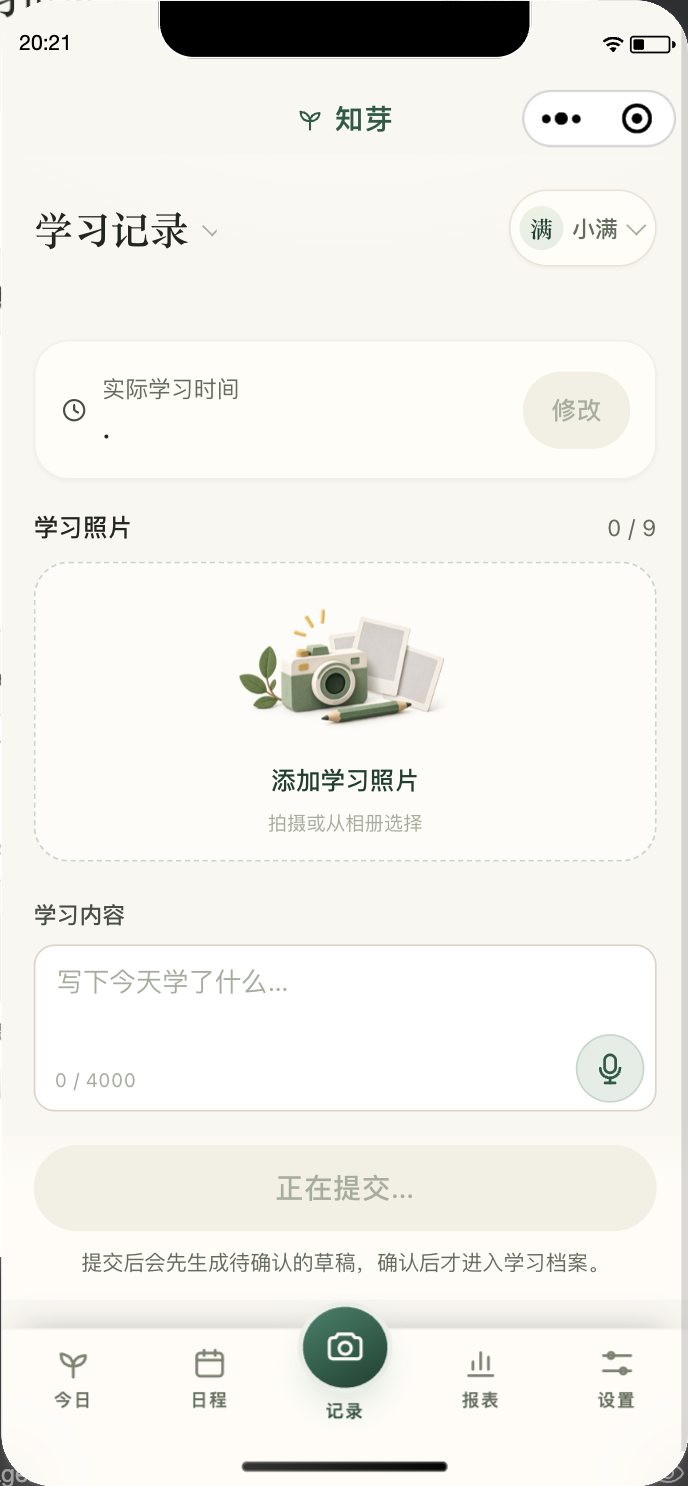 20:21
知芽
学习记录
满 小满
实际学习时间
·
修改
学习照片
0 / 9
添加学习照片
拍摄或从相册选择
学习内容
写下今天学了什么...
0 / 4000
正在提交...
提交后会先生成待确认的草稿，确认后才进入学习档案。
今日
日程
记录
报表
设置